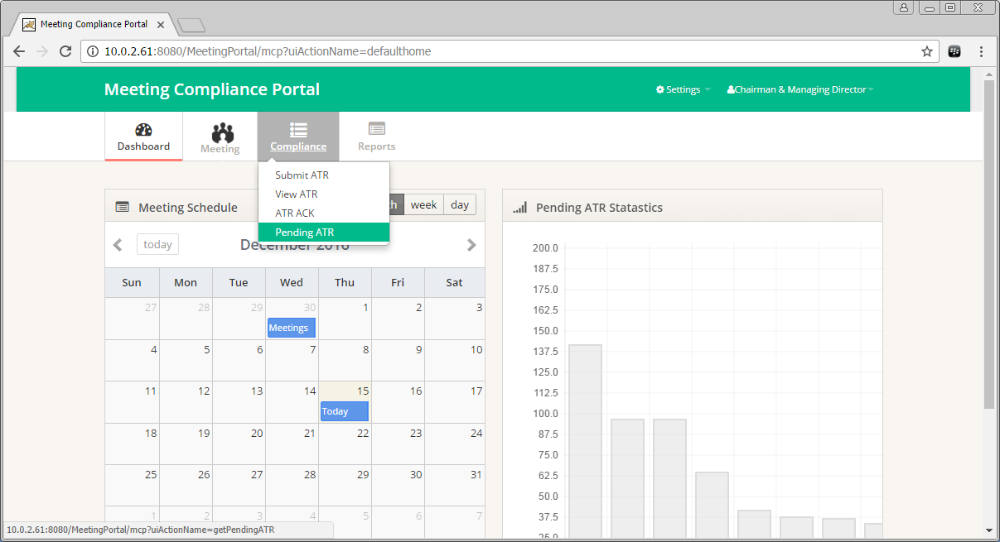 Meeting Compliance Portal
10.0.2.61:8080/MeetingPortal/mcp?uiActionName=defaulthome
Meeting Compliance Portal
Settings
Chairman & Managing Director
Dashboard
Meeting
Compliance
Reports
Submit ATR
View ATR
ATR ACK
Pending ATR
Meeting Schedule
week day
Pending ATR Statastics
today
December 2016
Sun Mon Tue Wed Thu Fri Sat
27 28 29 30 1 2 3
Meetings
4 5 6 7 8 9 10
11 12 13 14 15 16 17
Today
18 19 20 21 22 23 24
25 26 27 28 29 30 31
1 2 3 4 5 6 7
200.0
187.5
175.0
162.5
150.0
137.5
125.0
112.5
100.0
87.5
75.0
62.5
50.0
37.5
25.0
10.0.2.61:8080/MeetingPortal/mcp?uiActionName=getPendingATR